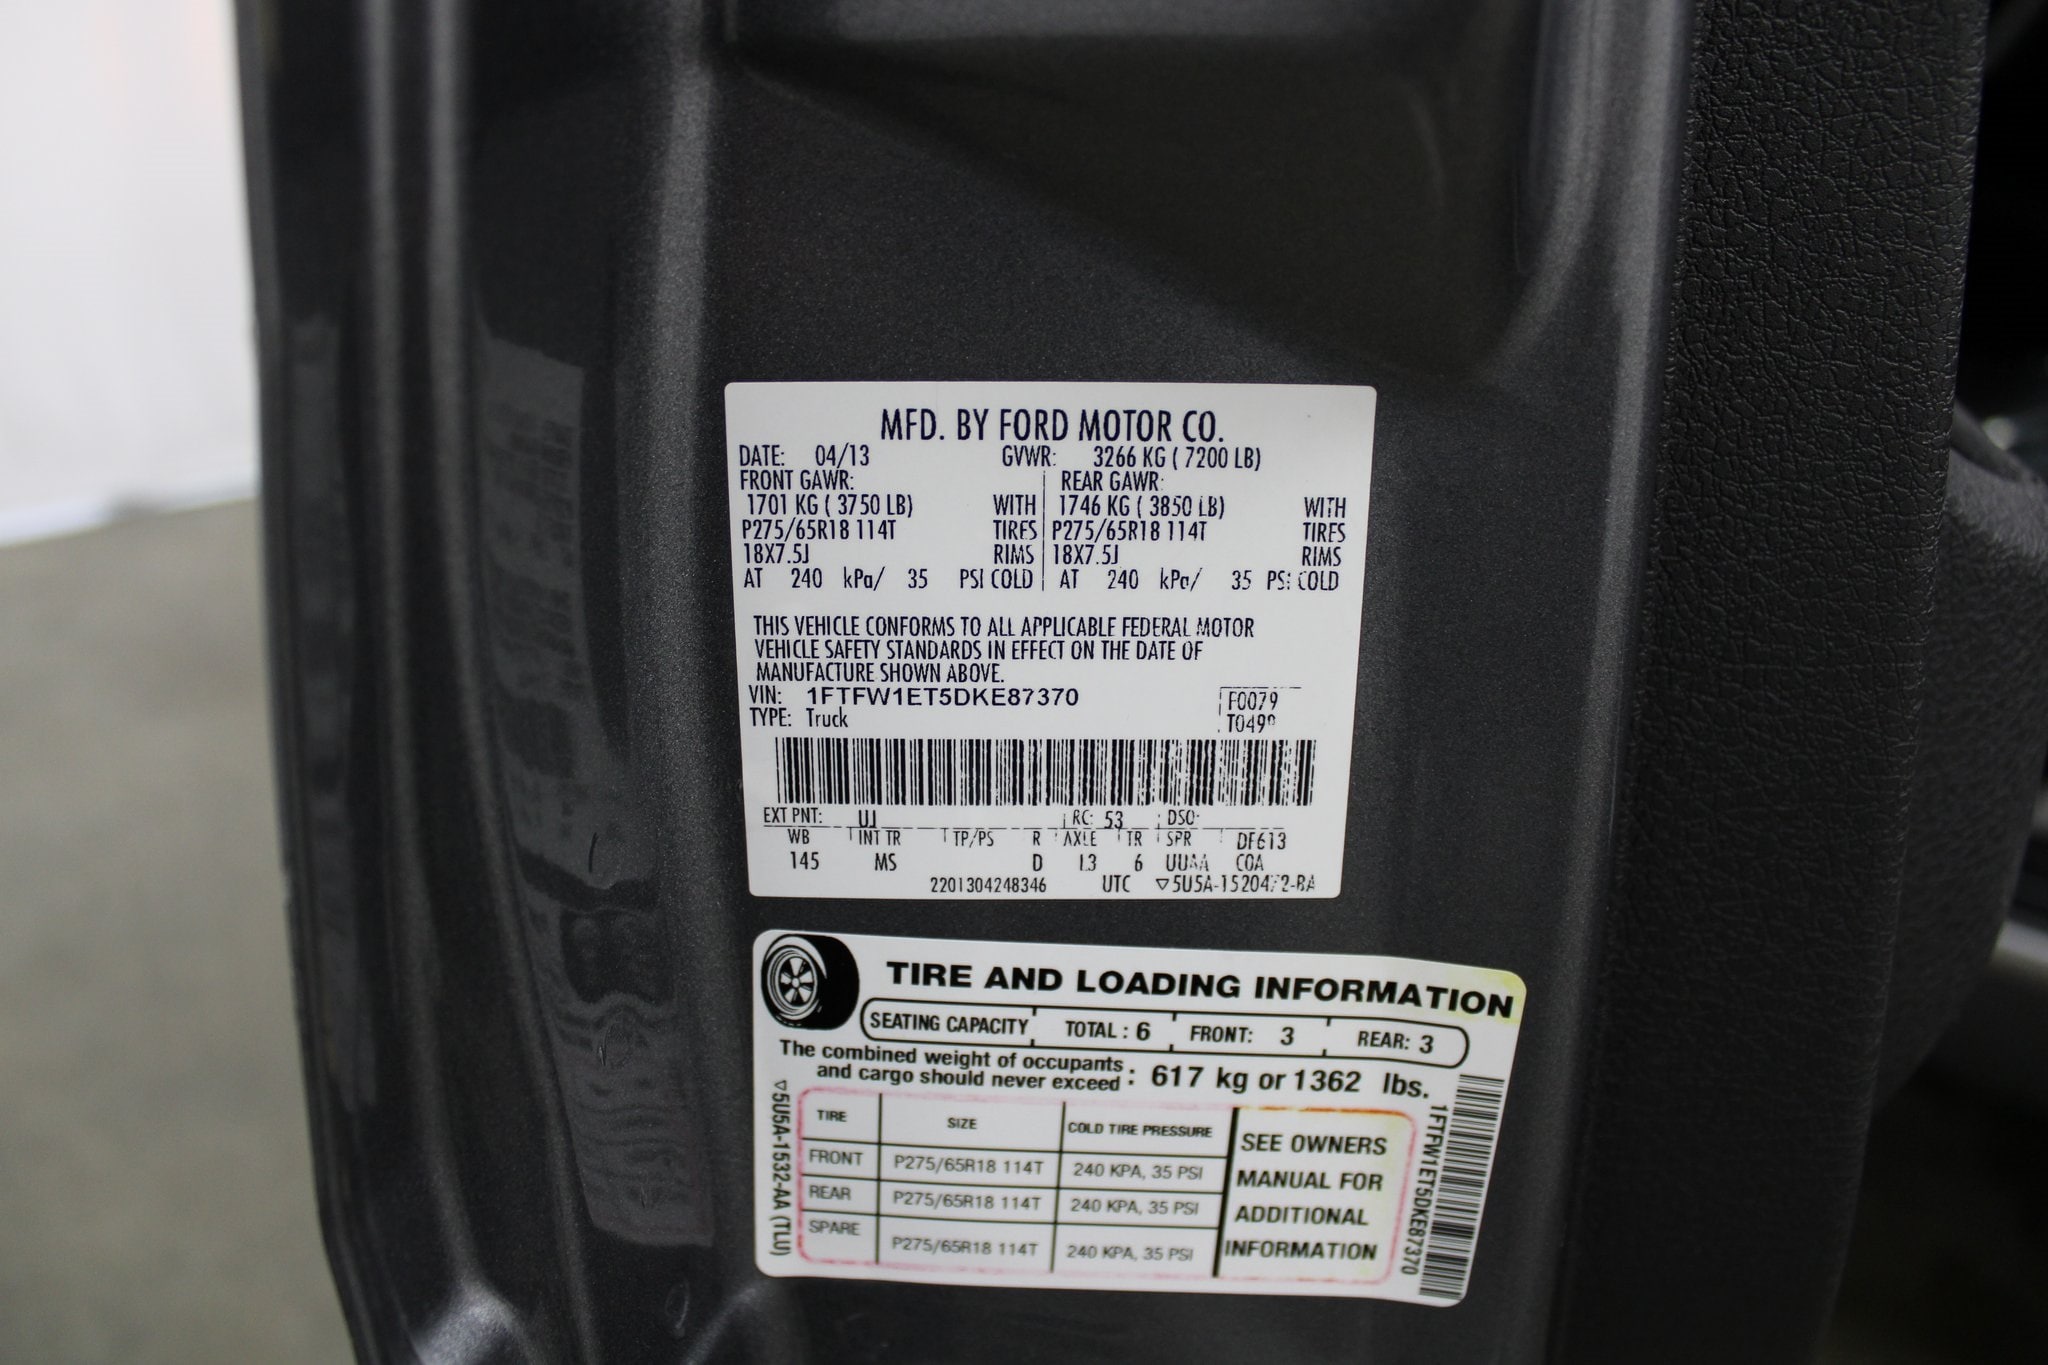 MFD. BY FORD MOTOR CO.
DATE: 04/13 GVWR: 3266 KG ( 7200 LB)
FRONT GAWR: REAR GAWR:
1701 KG ( 3750 LB) WITH 1746 KG ( 3850 LB) WITH
P275/65R18 114T TIRES P275/65R18 114T TIRES
18X7.5J RIMS 18X7.5J RIMS
AT 240 kPa/ 35 PSI COLD AT 240 kPa/ 35 PSI COLD
THIS VEHICLE CONFORMS TO ALL APPLICABLE FEDERAL MOTOR
VEHICLE SAFETY STANDARDS IN EFFECT ON THE DATE OF
MANUFACTURE SHOWN ABOVE.
VIN: 1FTFW1ET5DKE87370 F0079
TYPE: Truck
EXT PNT: UJ RC: 53 DSO:
WB INT TR TP/PS R AXLE TR SPR DF613
145 MS D L3 6 UUAA COA
2201304248346 UTC ▽5U5A-1520472-BA
TIRE AND LOADING INFORMATION
SEATING CAPACITY TOTAL : 6 FRONT: 3 REAR: 3
The combined weight of occupants
and cargo should never exceed : 617 kg or 1362 lbs.
TIRE SIZE COLD TIRE PRESSURE
FRONT P275/65R18 114T 240 KPA, 35 PSI
REAR P275/65R18 114T 240 KPA, 35 PSI
SPARE P275/65R18 114T 240 KPA, 35 PSI
SEE OWNERS
MANUAL FOR
ADDITIONAL
INFORMATION
▽5U5A-1532-AA (TLU)
1FTFW1ET5DKE87370